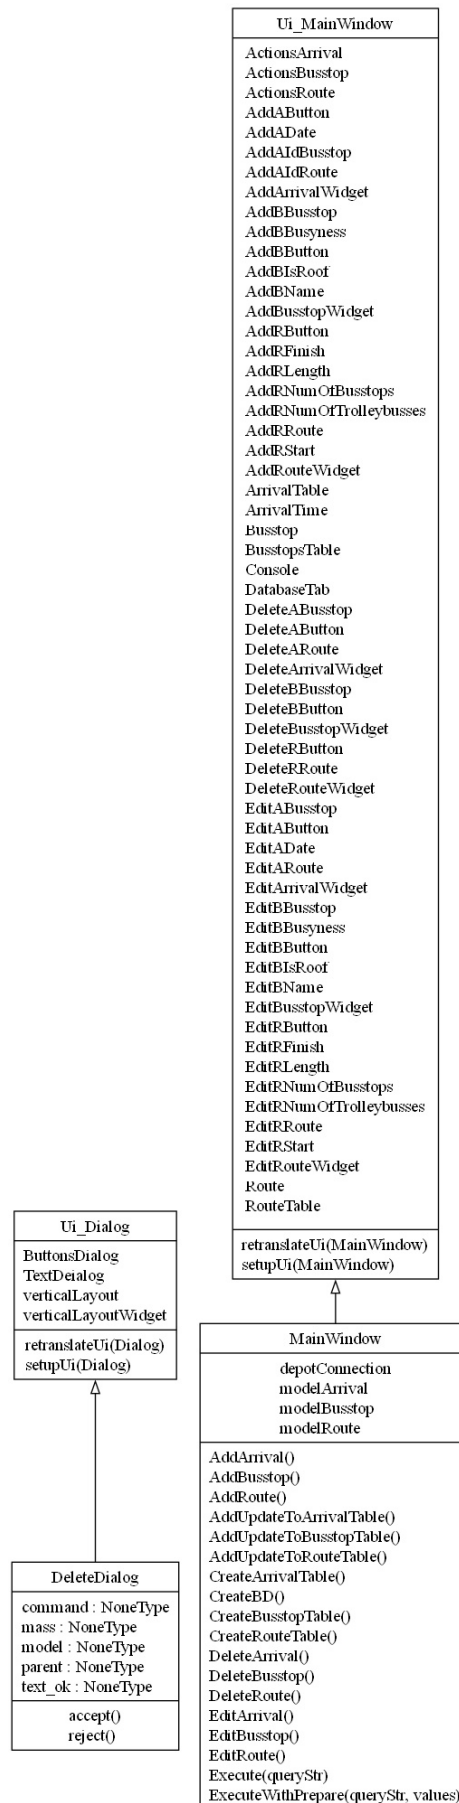 Ui_MainWindow
ActionsArrival
ActionsBusstop
ActionsRoute
AddAButton
AddADate
AddAIdBusstop
AddAIdRoute
AddArrivalWidget
AddBBusstop
AddBBusyness
AddBButton
AddBIsRoof
AddBName
AddBusstopWidget
AddRButton
AddRFinish
AddRLength
AddRNumOfBusstops
AddRNumOfTrolleybusses
AddRRoute
AddRStart
AddRouteWidget
ArrivalTable
ArrivalTime
Busstop
BusstopsTable
Console
DatabaseTab
DeleteABusstop
DeleteAButton
DeleteARoute
DeleteArrivalWidget
DeleteBBusstop
DeleteBButton
DeleteBusstopWidget
DeleteRButton
DeleteRRoute
DeleteRouteWidget
EditABusstop
EditAButton
EditADate
EditARoute
EditArrivalWidget
EditBBusstop
EditBBusyness
EditBButton
EditBIsRoof
EditBName
EditBusstopWidget
EditRButton
EditRFinish
EditRLength
EditRNumOfBusstops
EditRNumOfTrolleybusses
EditRRoute
EditRStart
EditRouteWidget
Route
RouteTable
retranslateUi(MainWindow)
setupUi(MainWindow)
Ui_Dialog
ButtonsDialog
TextDeialog
verticalLayout
verticalLayoutWidget
retranslateUi(Dialog)
setupUi(Dialog)
MainWindow
depotConnection
modelArrival
modelBusstop
modelRoute
AddArrival()
AddBusstop()
AddRoute()
AddUpdateToArrivalTable()
AddUpdateToBusstopTable()
AddUpdateToRouteTable()
CreateArrivalTable()
CreateBD()
CreateBusstopTable()
CreateRouteTable()
DeleteArrival()
DeleteBusstop()
DeleteRoute()
EditArrival()
EditBusstop()
EditRoute()
Execute(queryStr)
ExecuteWithPrepare(queryStr, values)
DeleteDialog
command : NoneType
mass : NoneType
model : NoneType
parent : NoneType
text_ok : NoneType
accept()
reject()